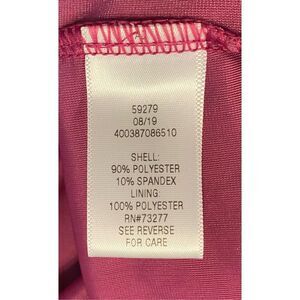 59279
08/19
400387086510
SHELL:
90% POLYESTER
10% SPANDEX
LINING:
100% POLYESTER
RN#73277
SEE REVERSE
FOR CARE